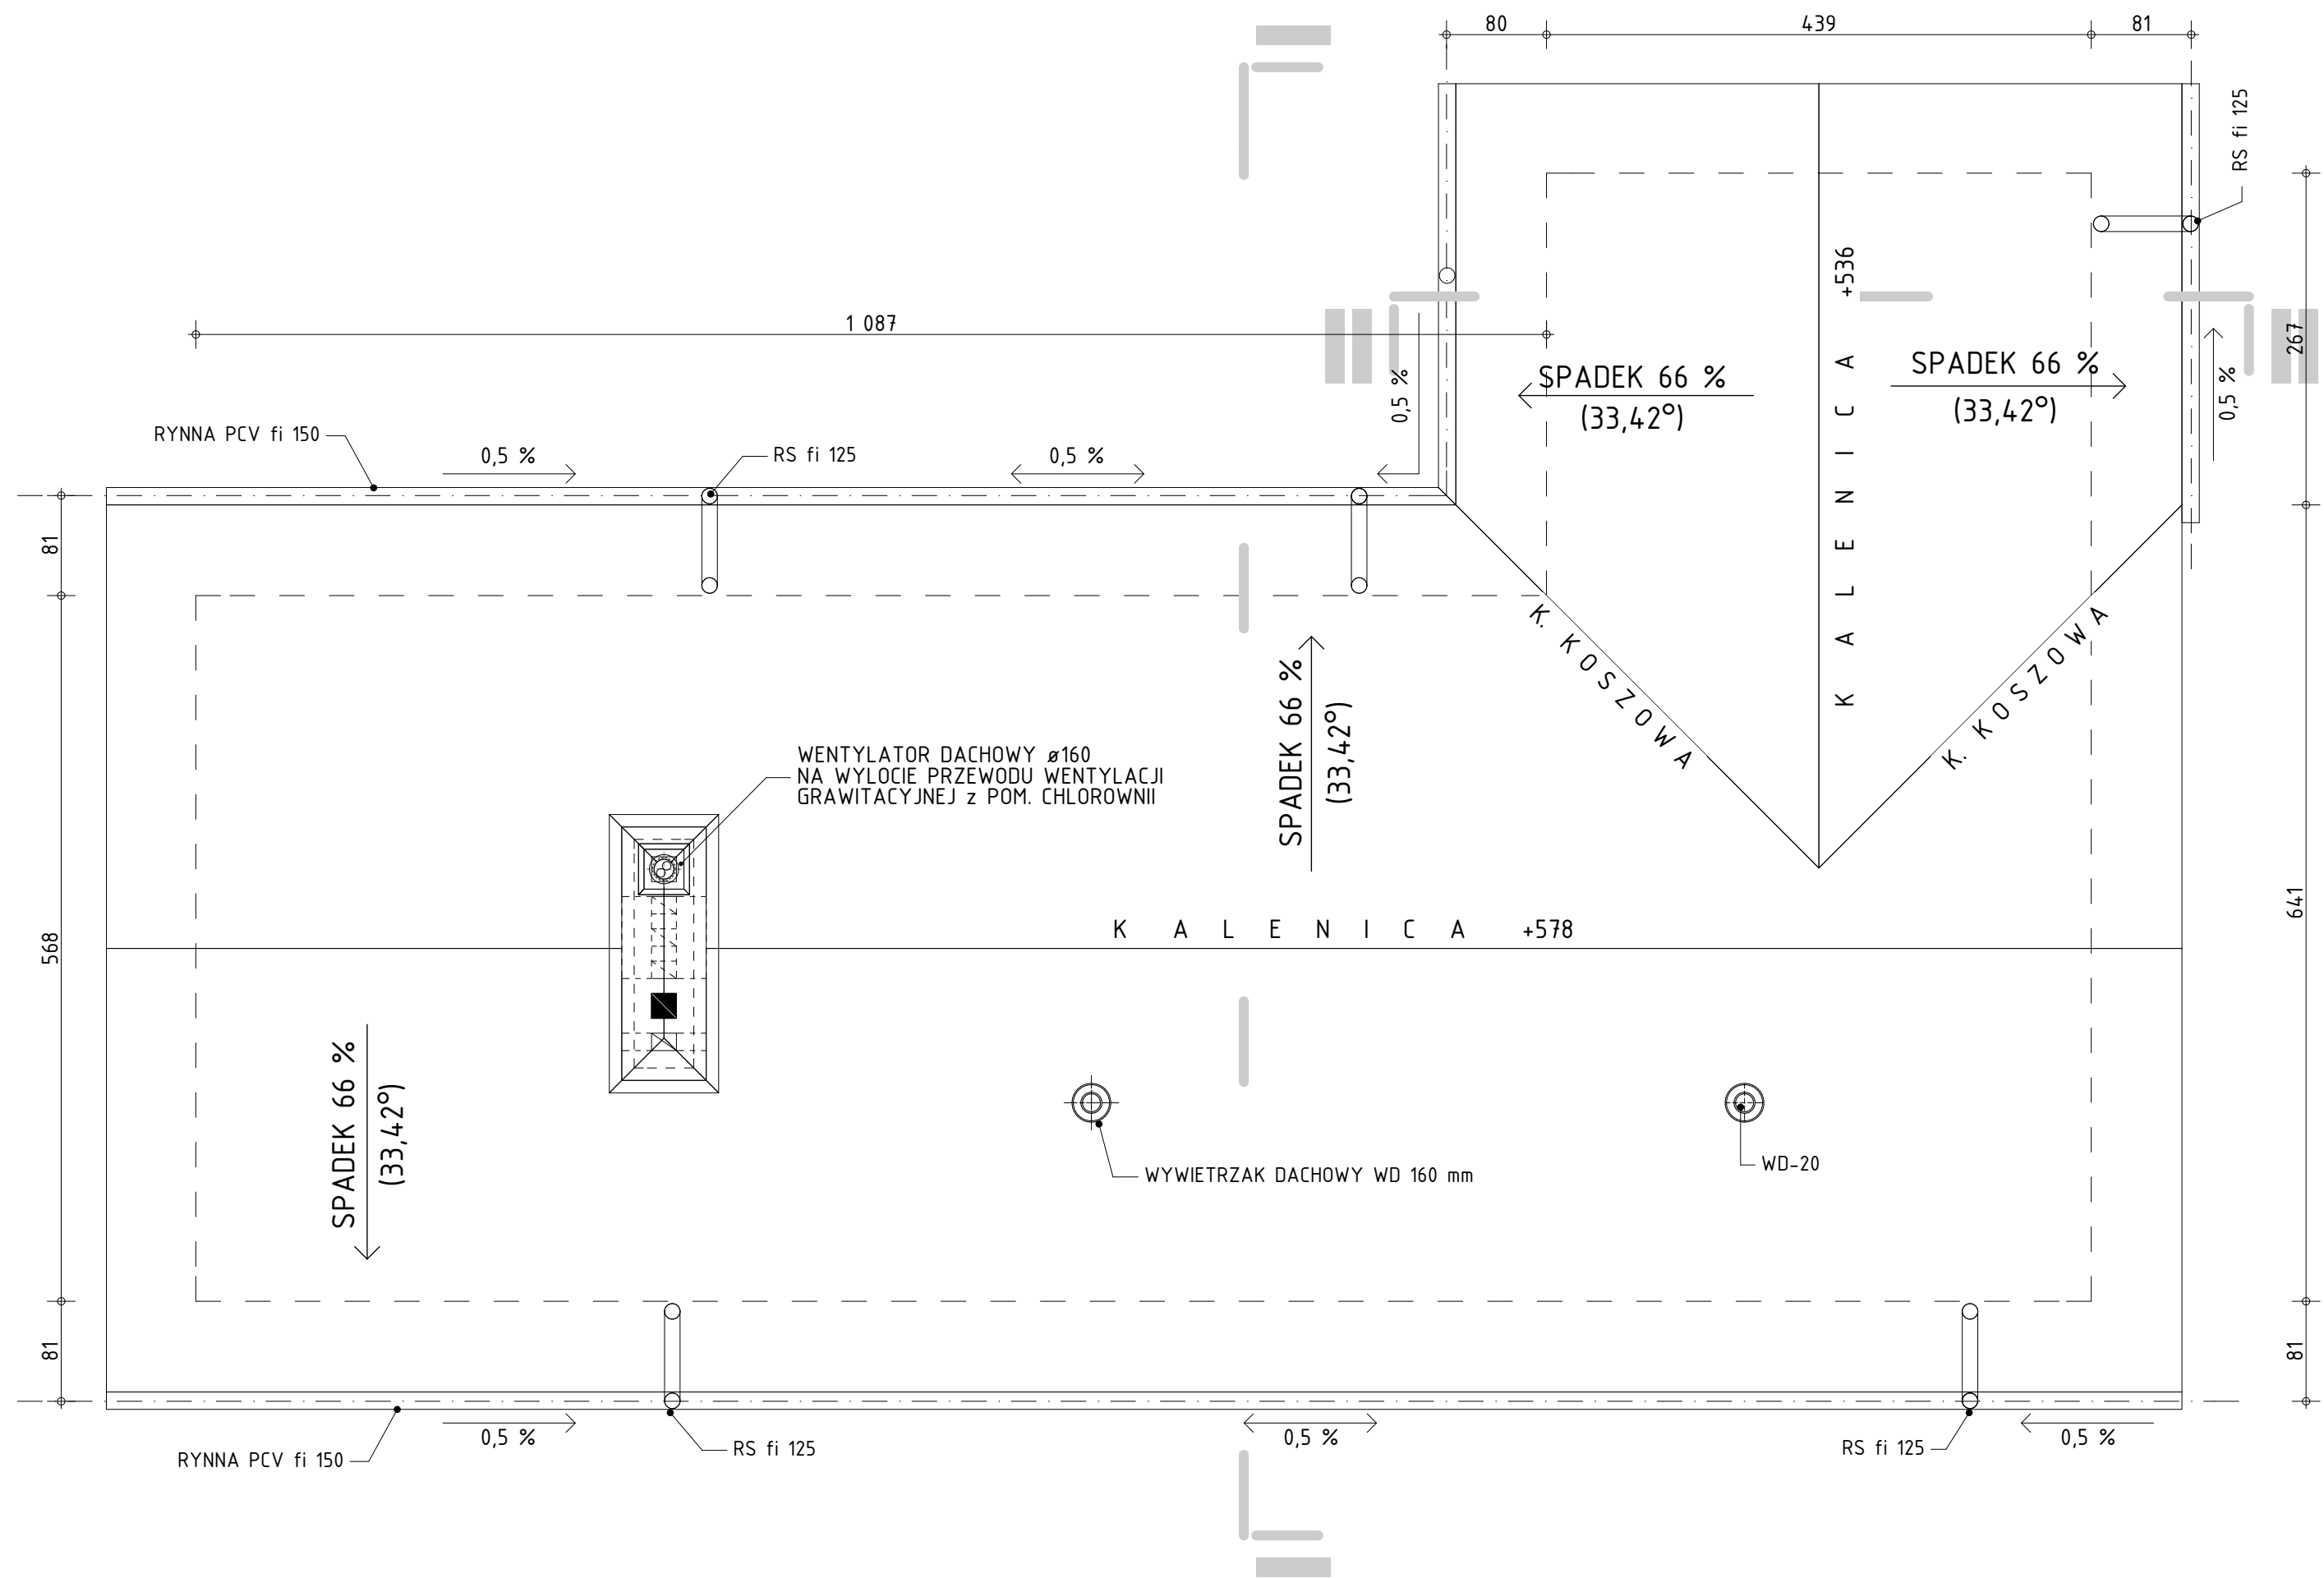 80
439
81
RS fi 125
+536
KALENICA
1 087
267
SPADEK 66 %
(33,42°)
SPADEK 66 %
(33,42°)
0,5 %
0,5 %
RYNNA PCV fi 150
0,5 %
RS fi 125
0,5 %
81
K. KOSZOWA
K. KOSZOWA
SPADEK 66 %
(33,42°)
WENTYLATOR DACHOWY ø160
NA WYLOCIE PRZEWODU WENTYLACJI
GRAWITACYJNEJ z POM. CHLOROWNII
568
641
KALENICA +578
SPADEK 66 %
(33,42°)
WYWIETRZAK DACHOWY WD 160 mm
WD-20
81
81
RYNNA PCV fi 150
0,5 %
RS fi 125
0,5 %
RS fi 125
0,5 %